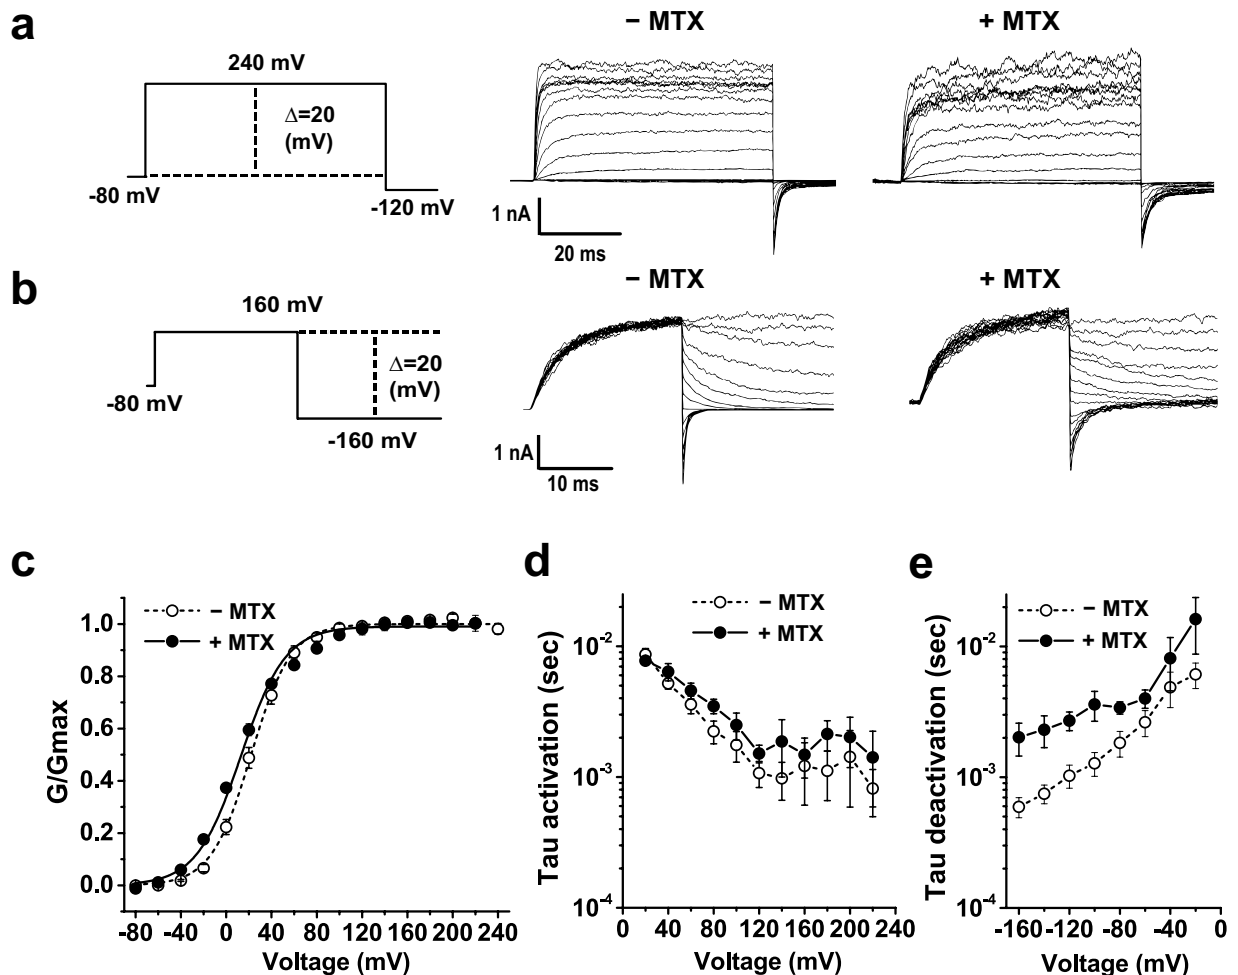 a
− MTX
+ MTX
240 mV
Δ=20
(mV)
-80 mV
-120 mV
1 nA
20 ms
b
− MTX
+ MTX
160 mV
Δ=20
(mV)
-80 mV
-160 mV
1 nA
10 ms
c
− MTX
+ MTX
1.0
0.8
0.6
0.4
0.2
0.0
G/Gmax
-80 -40 0 40 80 120 160 200 240
Voltage (mV)
d
− MTX
+ MTX
10-2
10-3
10-4
Tau activation (sec)
0 40 80 120 160 200 240
Voltage (mV)
e
− MTX
+ MTX
10-2
10-3
10-4
Tau deactivation (sec)
-160 -120 -80 -40 0
Voltage (mV)